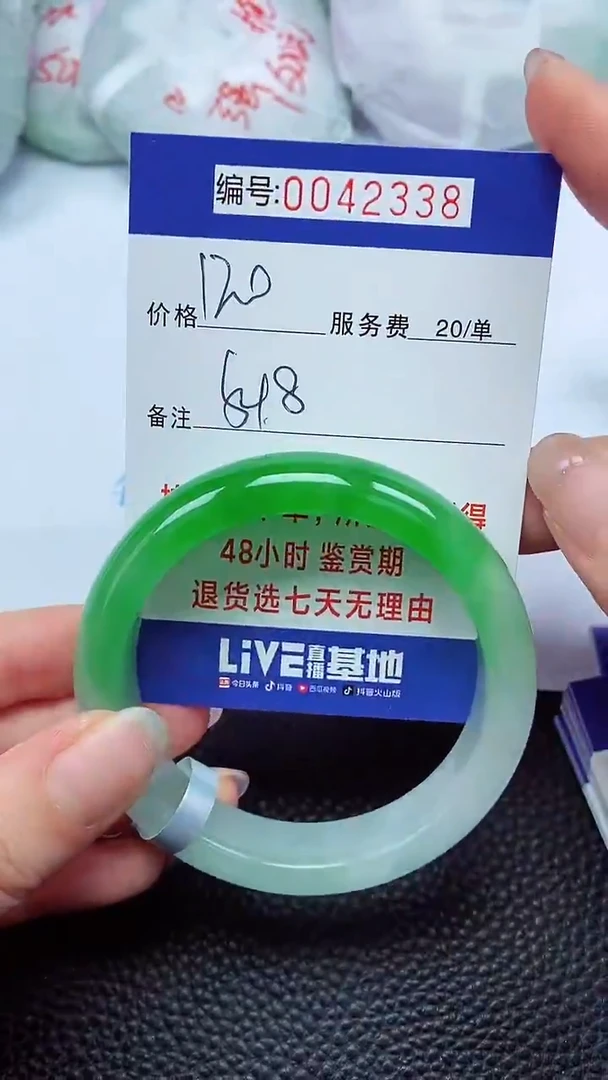 编号:0042338
价格 120 服务费 20/单
备注 64.8
得
48小时 鉴赏期
退货选七天无理由
LiVE直播基地
今日头条 抖音 西瓜视频 抖音火山版